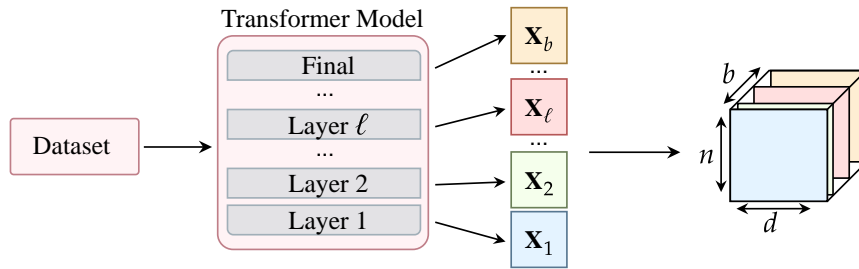 Transformer Model
Dataset
Final
...
Layer ℓ
...
Layer 2
Layer 1
X_b
...
X_ℓ
...
X_2
X_1
b
n
d